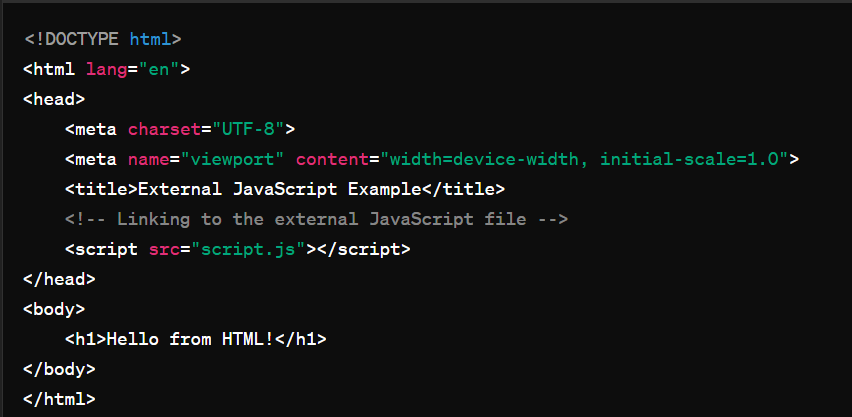 <!DOCTYPE html>
<html lang="en">
<head>
    <meta charset="UTF-8">
    <meta name="viewport" content="width=device-width, initial-scale=1.0">
    <title>External JavaScript Example</title>
    <!-- Linking to the external JavaScript file -->
    <script src="script.js"></script>
</head>
<body>
    <h1>Hello from HTML!</h1>
</body>
</html>